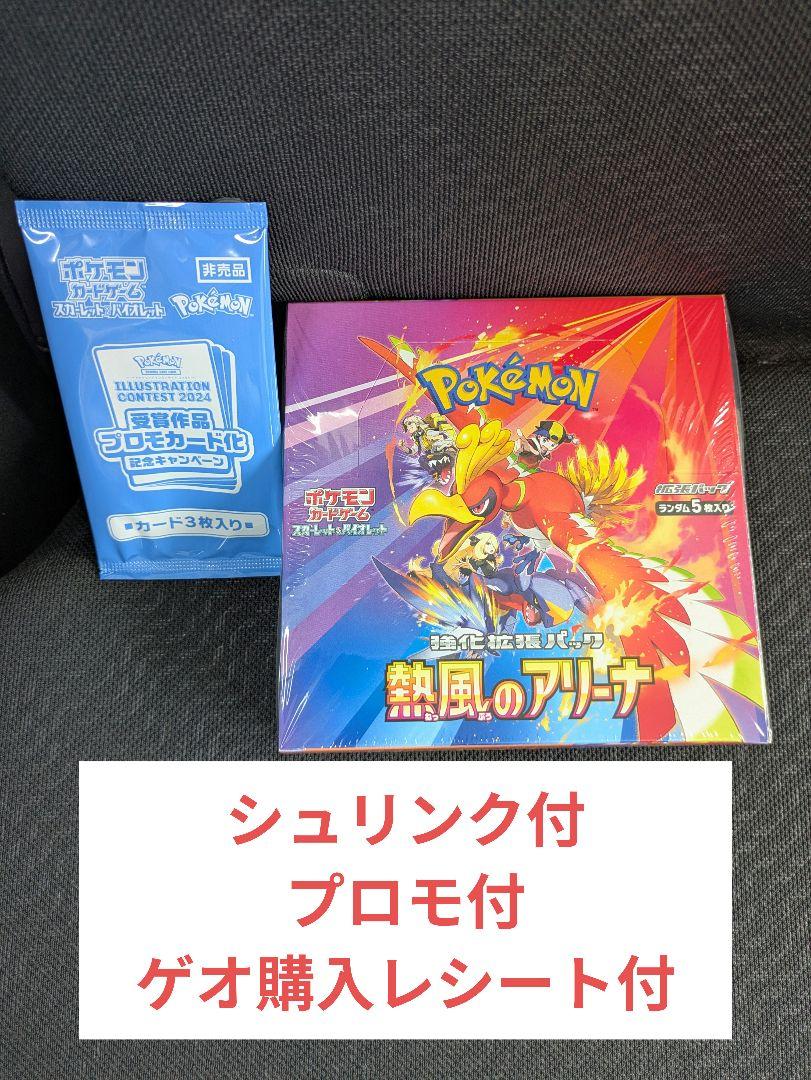 ポケモン
カードゲーム
スカーレット&バイオレット
非売品
POKéMON
POKéMON
ILLUSTRATION
CONTEST 2024
受賞作品
プロモカード化
記念キャンペーン
■カード3枚入り■
POKéMON
ポケモン
カードゲーム
スカーレット&バイオレット
拡張パック
ランダム5枚入り
強化拡張パック
熱風のアリーナ
ねっ ぷう
シュリンク付
プロモ付
ゲオ購入レシート付